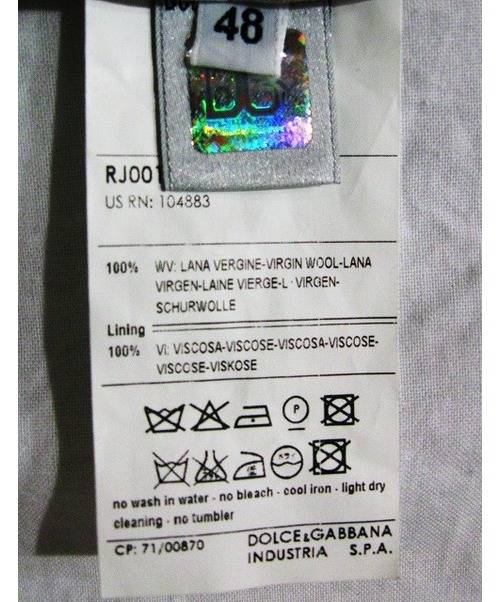 48
DG
RJ001
US RN: 104883
100% WV: LANA VERGINE-VIRGIN WOOL-LANA
VIRGEN-LAINE VIERGE-L· VIRGEN-
SCHURWOLLE
Lining
100% VI: VISCOSA-VISCOSE-VISCOSA-VISCOSE-
VISCOSE-VISKOSE
P
no wash in water - no bleach - cool iron - light dry
cleaning - no tumbler
CP: 71/00870 DOLCE&GABBANA
INDUSTRIA S.P.A.